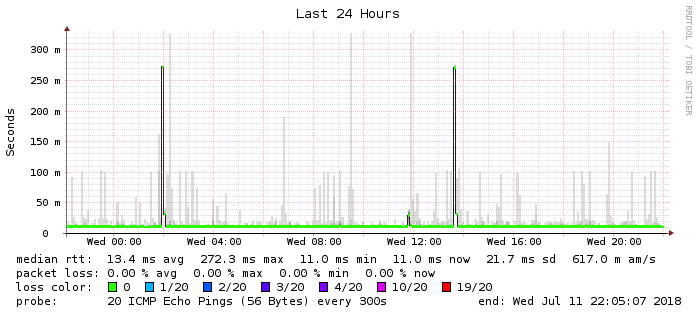 Last 24 Hours
RRDTOOL / TOBI OETIKER
Seconds
300 m
250 m
200 m
150 m
100 m
50 m
0
Wed 00:00 Wed 04:00 Wed 08:00 Wed 12:00 Wed 16:00 Wed 20:00
median rtt: 13.4 ms avg 272.3 ms max 11.0 ms min 11.0 ms now 21.7 ms sd 617.0 m am/s
packet loss: 0.00 % avg 0.00 % max 0.00 % min 0.00 % now
loss color: 0 1/20 2/20 3/20 4/20 10/20 19/20
probe: 20 ICMP Echo Pings (56 Bytes) every 300s end: Wed Jul 11 22:05:07 2018